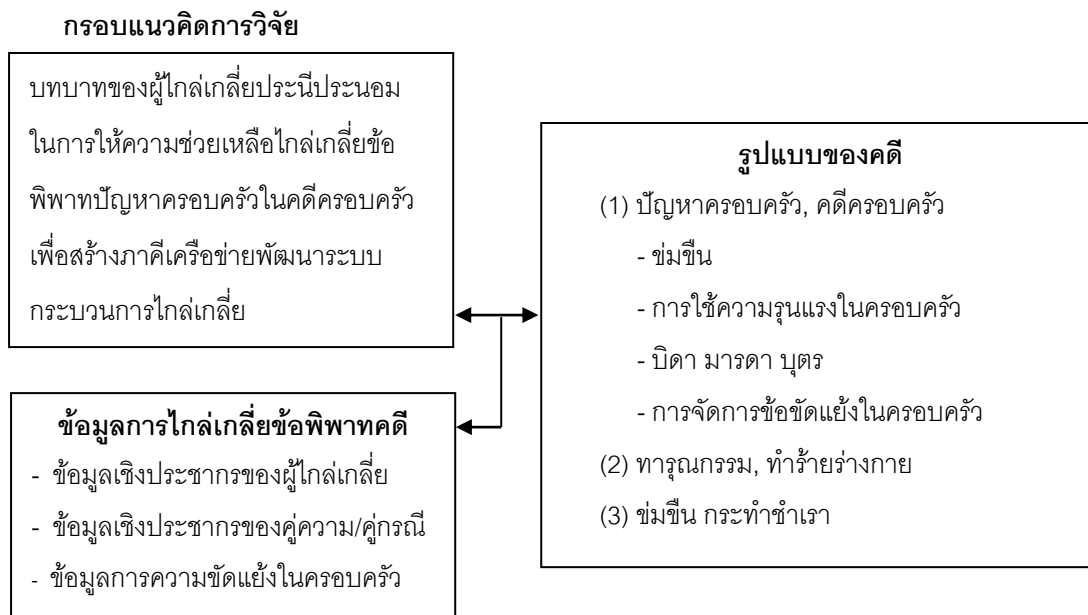 กรอบแนวคิดการวิจัย
บทบาทของผู้ไกล่เกลี่ยประนีประนอม
ในการให้ความช่วยเหลือไกล่เกลี่ยข้อ
พิพาทปัญหาครอบครัวในคดีครอบครัว
เพื่อสร้างภาคีเครือข่ายพัฒนาระบบ
กระบวนการไกล่เกลี่ย
ข้อมูลการไกล่เกลี่ยข้อพิพาทคดี
- ข้อมูลเชิงประชากรของผู้ไกล่เกลี่ย
- ข้อมูลเชิงประชากรของคู่ความ/คู่กรณี
- ข้อมูลการความขัดแย้งในครอบครัว
รูปแบบของคดี
(1) ปัญหาครอบครัว, คดีครอบครัว
- ข่มขืน
- การใช้ความรุนแรงในครอบครัว
- บิดา มารดา บุตร
- การจัดการข้อขัดแย้งในครอบครัว
(2) ทารุณกรรม, ทำร้ายร่างกาย
(3) ข่มขืน กระทำชำเรา